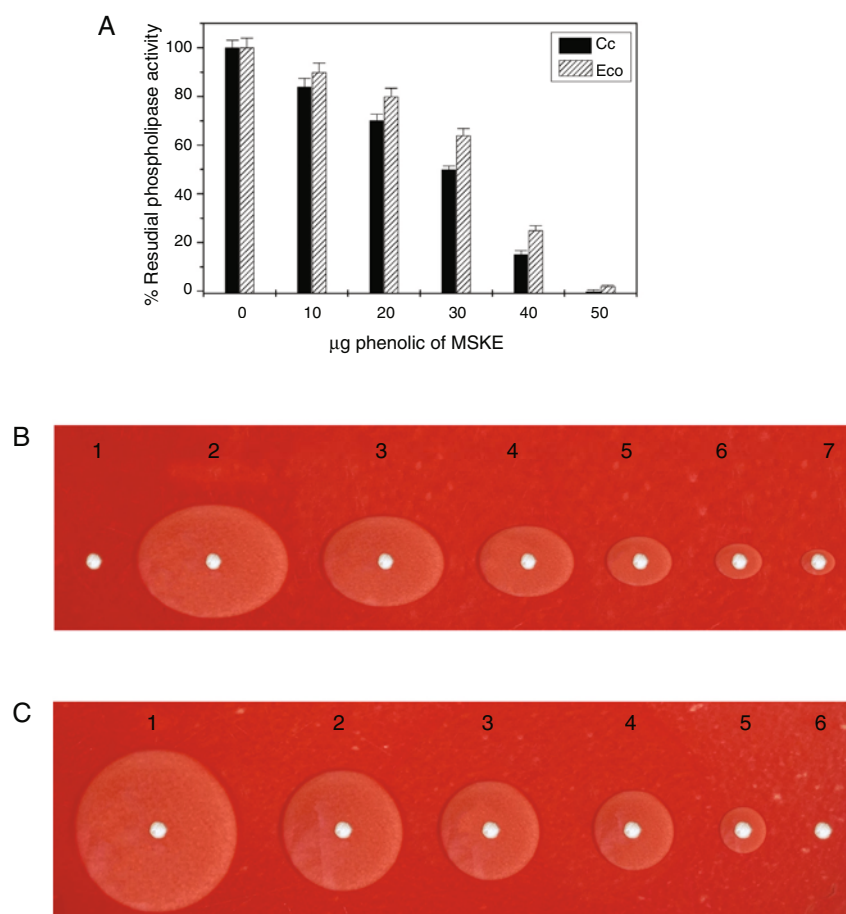 A
% Resudial phospholipase activity
100
80
60
40
20
0
Cc
Eco
0 10 20 30 40 50
μg phenolic of MSKE
B
1 2 3 4 5 6 7
C
1 2 3 4 5 6